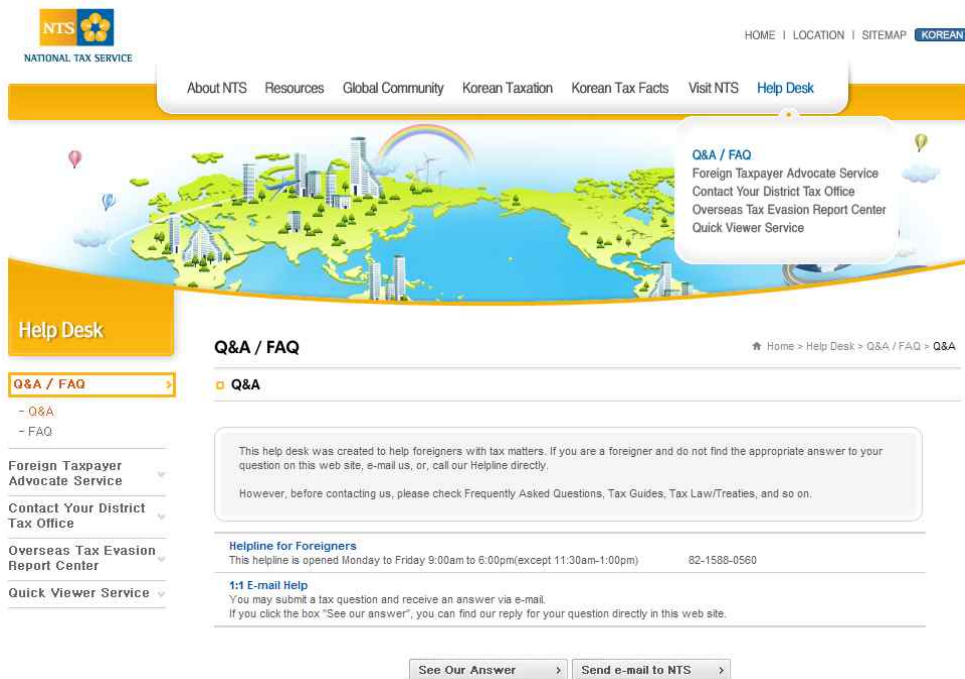 NTS
NATIONAL TAX SERVICE
HOME | LOCATION | SITEMAP KOREAN
About NTS Resources Global Community Korean Taxation Korean Tax Facts Visit NTS Help Desk
Q&A / FAQ
Foreign Taxpayer Advocate Service
Contact Your District Tax Office
Overseas Tax Evasion Report Center
Quick Viewer Service
Help Desk
Q&A / FAQ
- Q&A
- FAQ
Foreign Taxpayer
Advocate Service
Contact Your District
Tax Office
Overseas Tax Evasion
Report Center
Quick Viewer Service
Q&A / FAQ
Home > Help Desk > Q&A / FAQ > Q&A
Q&A
This help desk was created to help foreigners with tax matters. If you are a foreigner and do not find the appropriate answer to your
question on this web site, e-mail us, or, call our Helpline directly.
However, before contacting us, please check Frequently Asked Questions, Tax Guides, Tax Law/Treaties, and so on.
Helpline for Foreigners
This helpline is opened Monday to Friday 9:00am to 6:00pm(except 11:30am-1:00pm) 82-1588-0560
1:1 E-mail Help
You may submit a tax question and receive an answer via e-mail.
If you click the box "See our answer", you can find our reply for your question directly in this web site.
See Our Answer > Send e-mail to NTS >